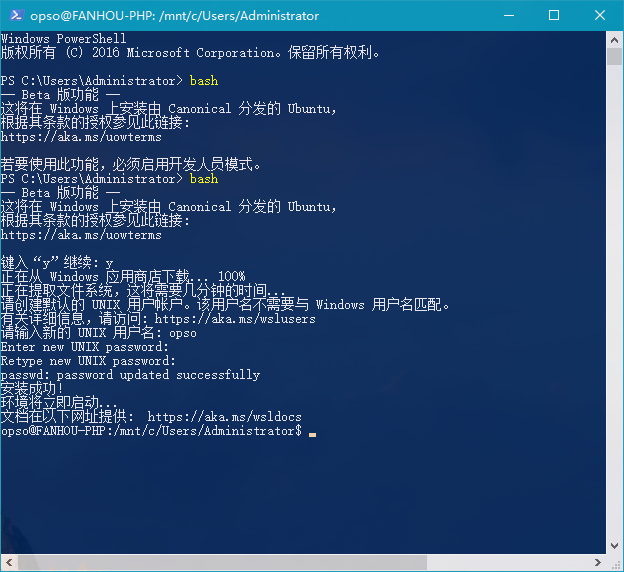 opso@FANHOU-PHP: /mnt/c/Users/Administrator
Windows PowerShell
版权所有 (C) 2016 Microsoft Corporation。保留所有权利。
PS C:\Users\Administrator> bash
-- Beta 版功能 --
这将在 Windows 上安装由 Canonical 分发的 Ubuntu,
根据其条款的授权参见此链接:
https://aka.ms/uowterms
若要使用此功能，必须启用开发人员模式。
PS C:\Users\Administrator> bash
-- Beta 版功能 --
这将在 Windows 上安装由 Canonical 分发的 Ubuntu,
根据其条款的授权参见此链接:
https://aka.ms/uowterms
键入“y”继续: y
正在从 Windows 应用商店下载... 100%
正在提取文件系统，这将需要几分钟的时间...
请创建默认的 UNIX 用户帐户。该用户名不需要与 Windows 用户名匹配。
有关详细信息，请访问: https://aka.ms/wslusers
请输入新的 UNIX 用户名: opso
Enter new UNIX password:
Retype new UNIX password:
passwd: password updated successfully
安装成功!
环境将立即启动...
文档在以下网址提供:  https://aka.ms/wsldocs
opso@FANHOU-PHP:/mnt/c/Users/Administrator$